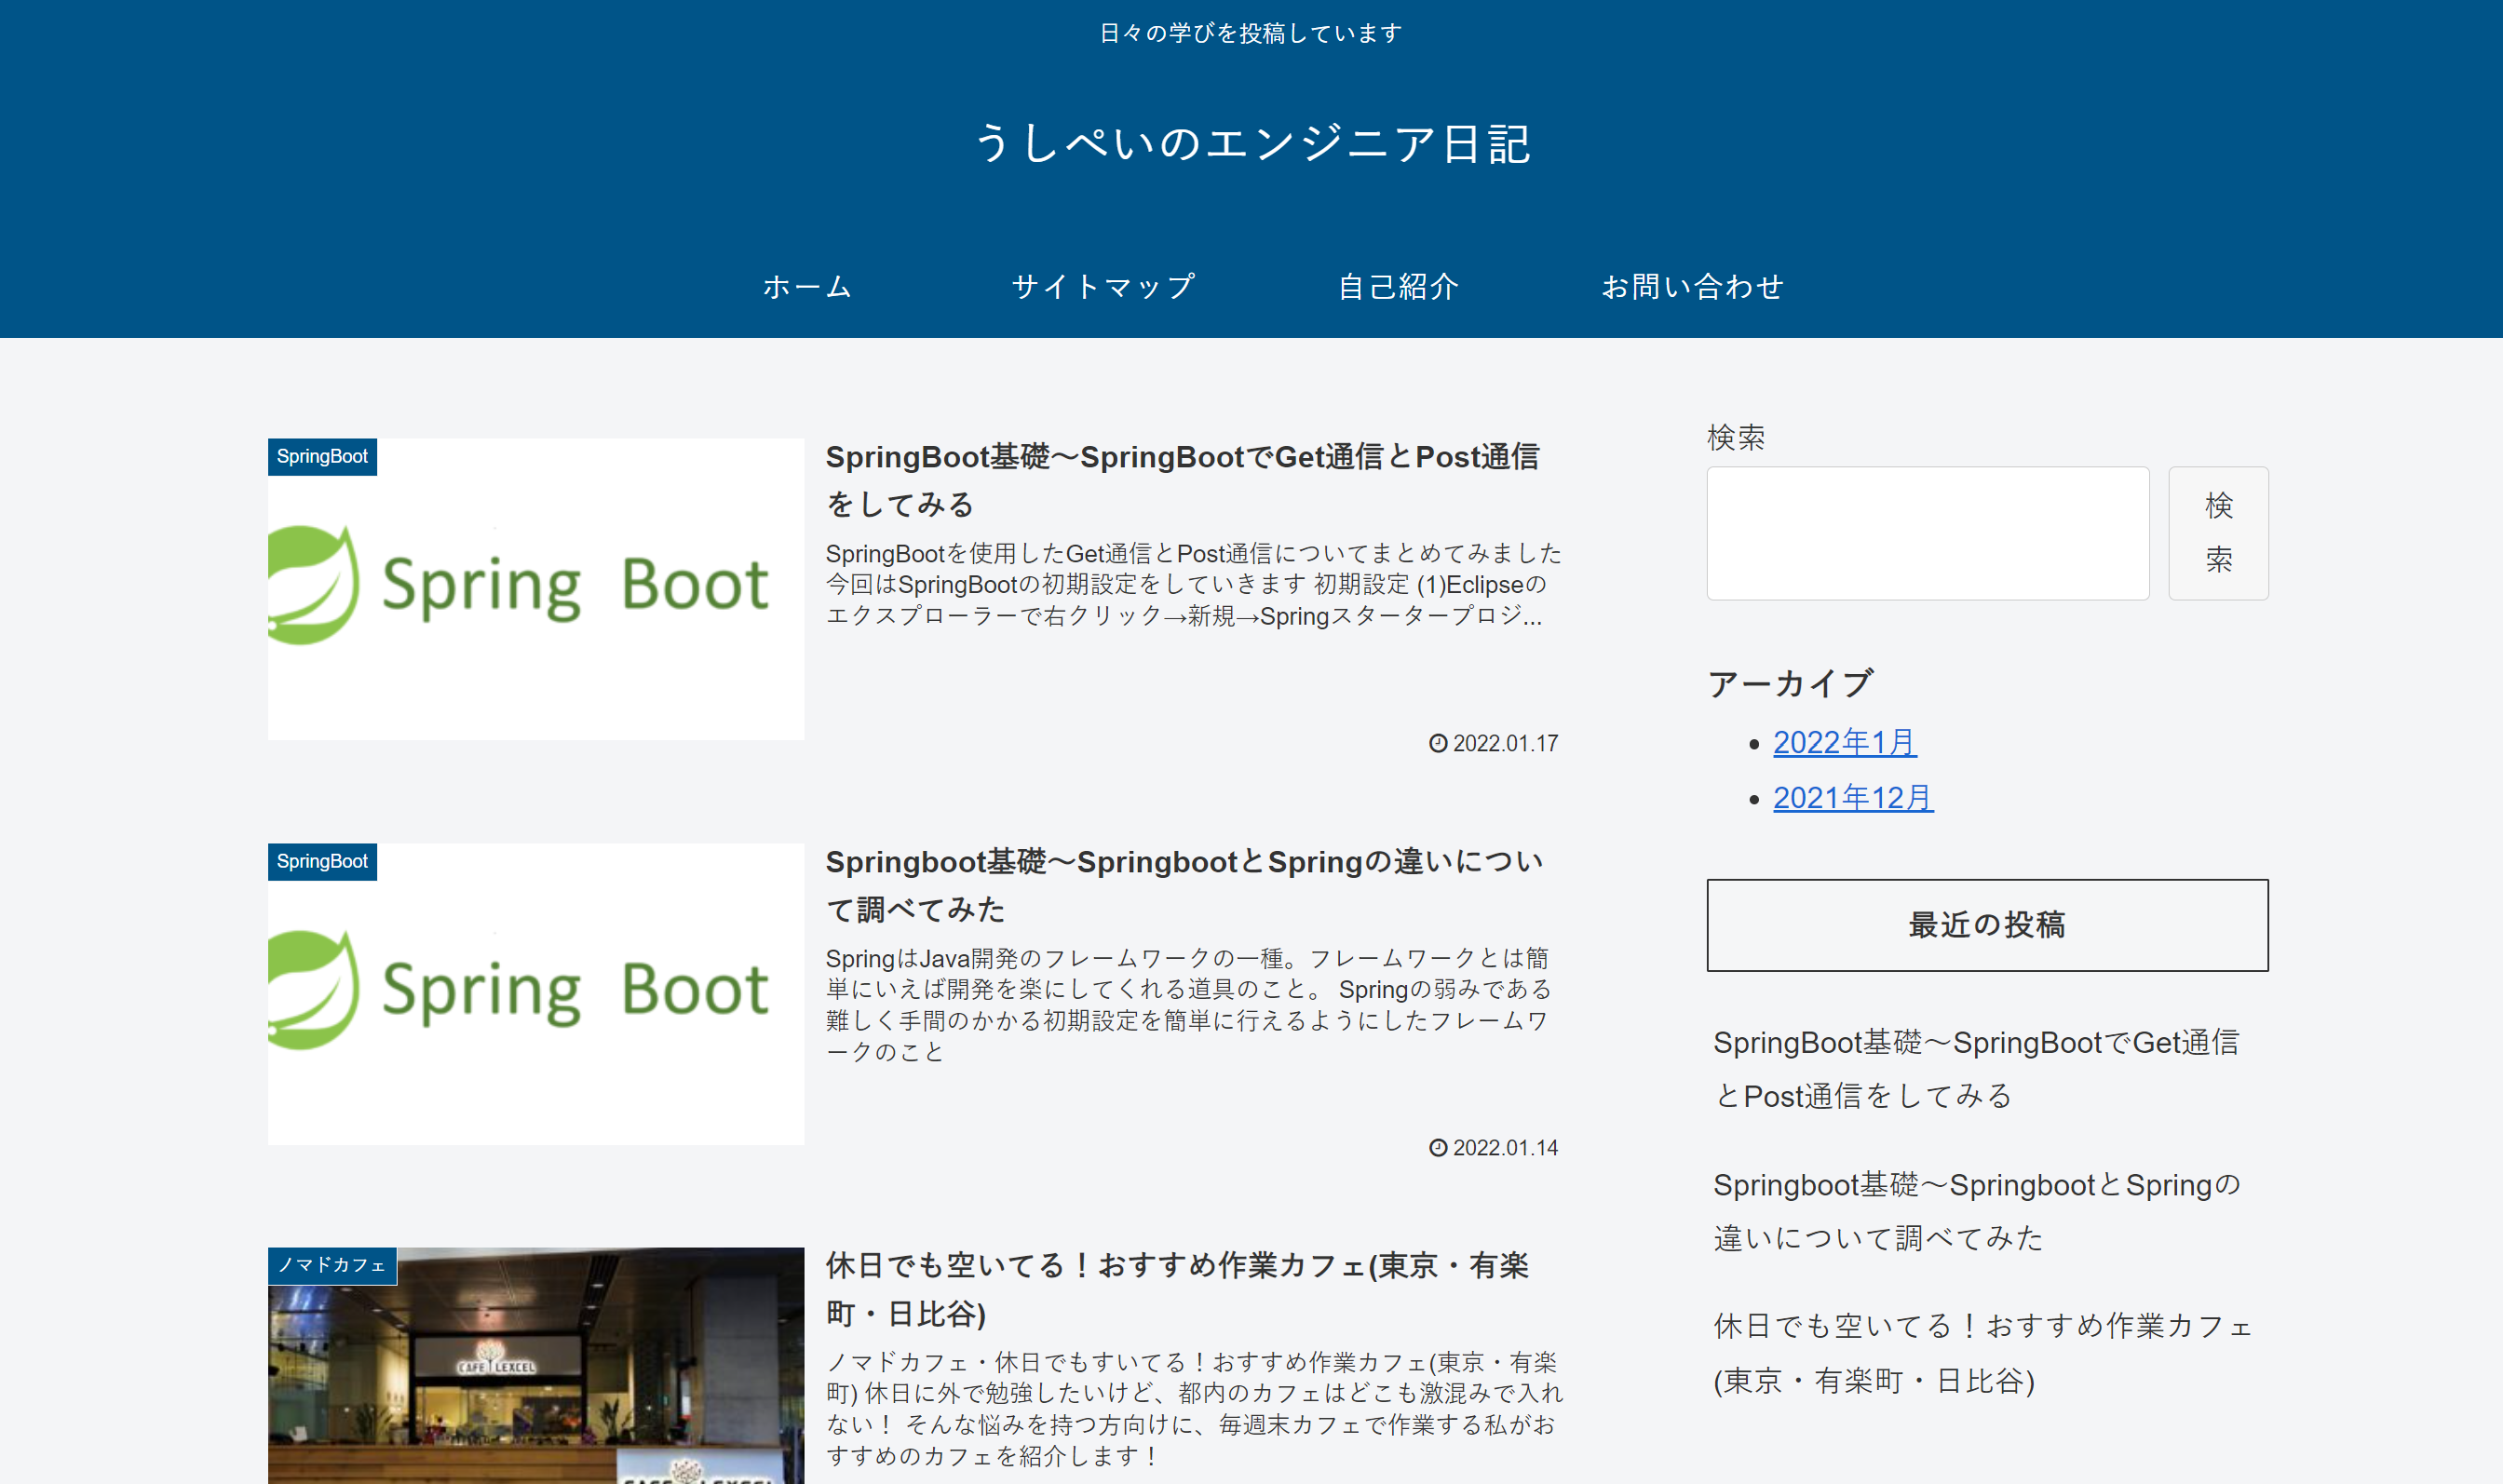 日々の学びを投稿しています
うしぺいのエンジニア日記
ホーム
サイトマップ
自己紹介
お問い合わせ
SpringBoot
Spring Boot
SpringBoot基礎～SpringBootでGet通信とPost通信
をしてみる
SpringBootを使用したGet通信とPost通信についてまとめてみました
今回はSpringBootの初期設定をしていきます 初期設定 (1)Eclipseの
エクスプローラーで右クリック→新規→Springスタータープロジ...
2022.01.17
SpringBoot
Spring Boot
Springboot基礎～SpringbootとSpringの違いについ
て調べてみた
SpringはJava開発のフレームワークの一種。フレームワークとは簡
単にいえば開発を楽にしてくれる道具のこと。 Springの弱みである
難しく手間のかかる初期設定を簡単に行えるようにしたフレームワ
ークのこと
2022.01.14
ノマドカフェ
CAFE LEXCEL
CAFE LEXCEL
休日でも空いてる！おすすめ作業カフェ(東京・有楽
町・日比谷)
ノマドカフェ・休日でもすいてる！おすすめ作業カフェ(東京・有楽
町) 休日に外で勉強したいけど、都内のカフェはどこも激混みで入れ
ない！ そんな悩みを持つ方向けに、毎週末カフェで作業する私がお
すすめのカフェを紹介します！
検索
検
索
アーカイブ
2022年1月
2021年12月
最近の投稿
SpringBoot基礎～SpringBootでGet通信
とPost通信をしてみる
Springboot基礎～SpringbootとSpringの
違いについて調べてみた
休日でも空いてる！おすすめ作業カフェ
(東京・有楽町・日比谷)